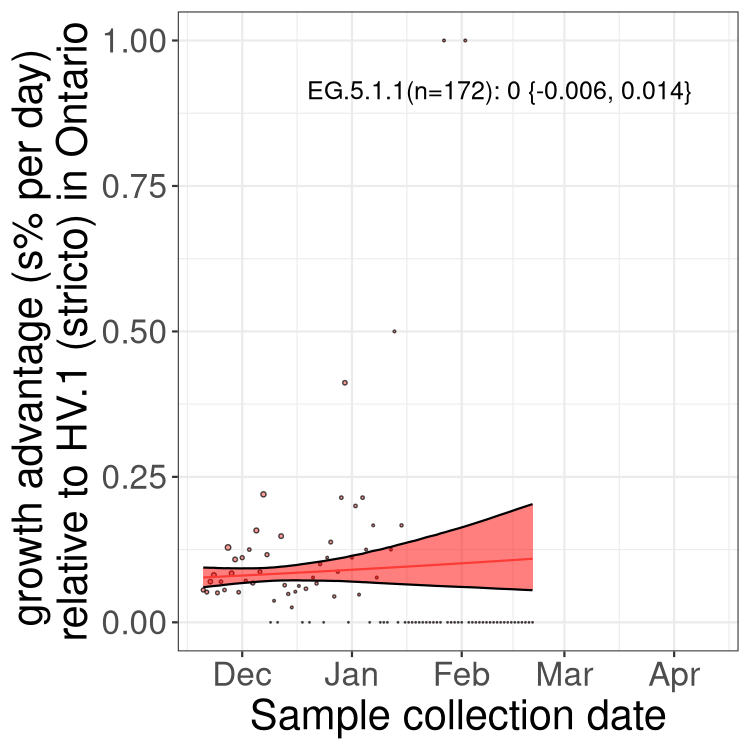 growth advantage (s% per day)
relative to HV.1 (stricto) in Ontario
1.00
0.75
0.50
0.25
0.00
EG.5.1.1(n=172): 0 {-0.006, 0.014}
Dec Jan Feb Mar Apr
Sample collection date